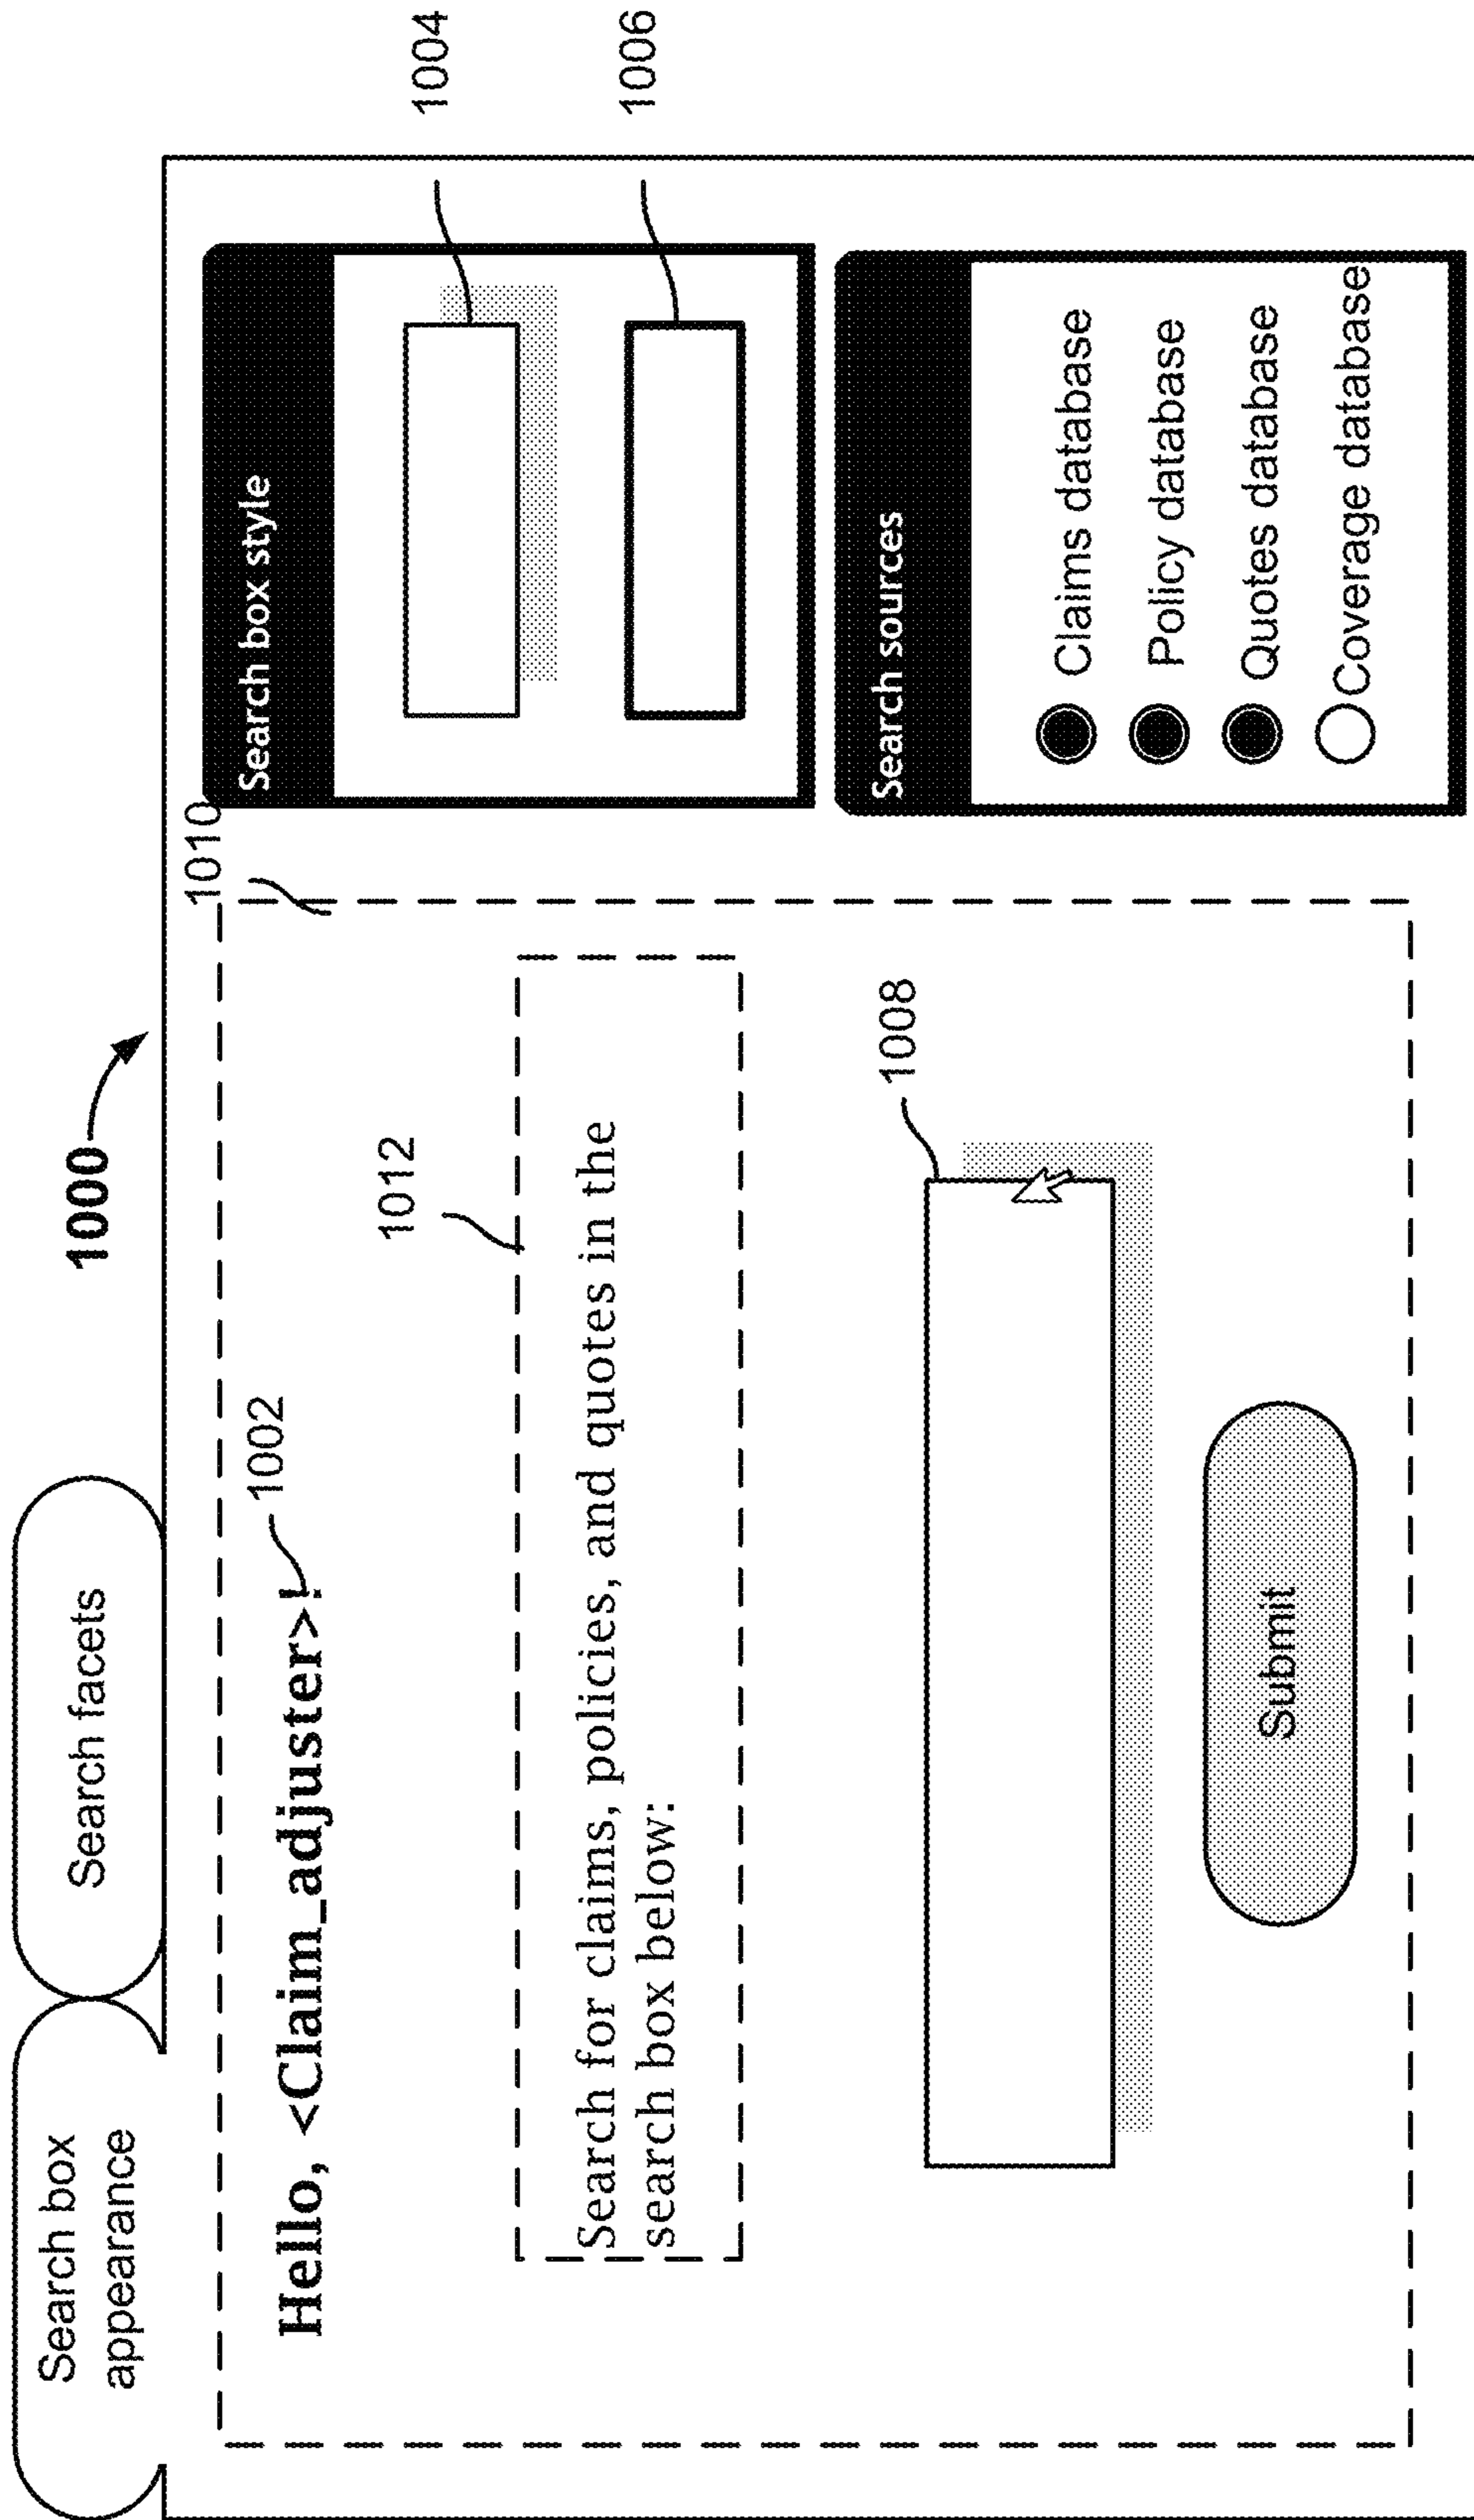 1000
Search box
appearance
Search facets
Hello, <Claim_adjuster>!
1002
1010
1012
Search for claims, policies, and quotes in the
search box below:
1008
Submit
Search box style
1004
1006
Search sources
Claims database
Policy database
Quotes database
Coverage database